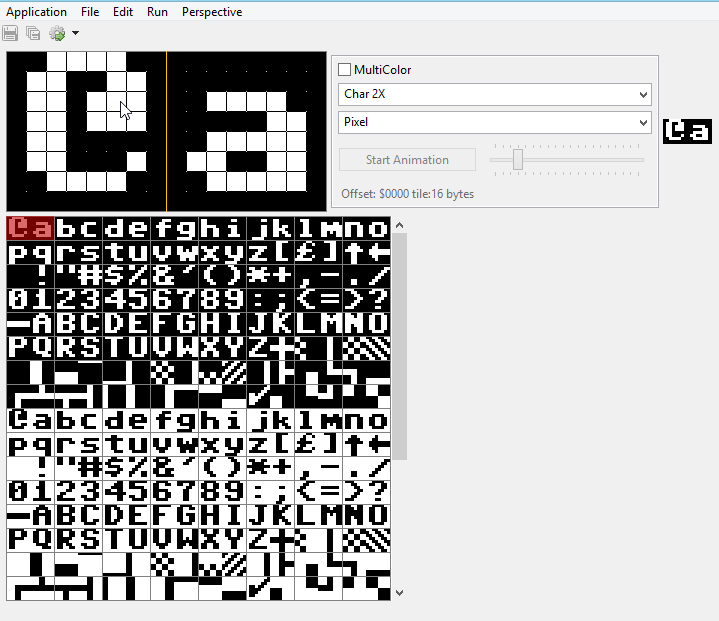 Application File Edit Run Perspective
@a
MultiColor
Char 2X
Pixel
Start Animation
Offset: $0000 tile:16 bytes
@a
@abcdefghijklmno
pqrstuvwxyz[£]↑←
!"#$%&´()*+,-./
0123456789:;<=>?
─ABCDEFGHIJKLMNO
PQRSTUVWXYZ
@abcdefghijklmno
pqrstuvwxyz[£]↑←
!"#$%&´()*+,-./
0123456789:;<=>?
─ABCDEFGHIJKLMNO
PQRSTUVWXYZ